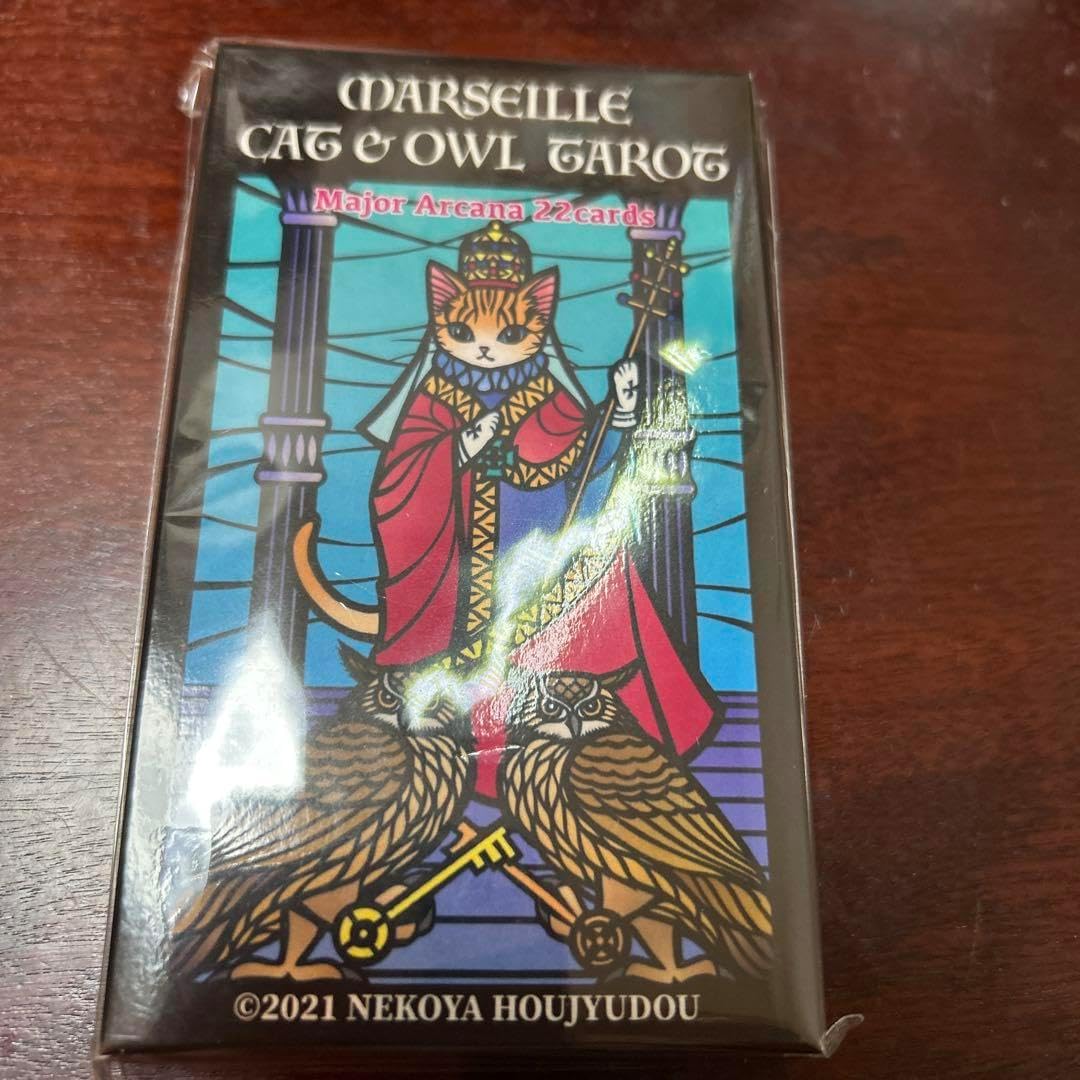 MARSEILLE
CAT & OWL TAROT
Major Arcana 22cards
©2021 NEKOYA HOUJYUDOU